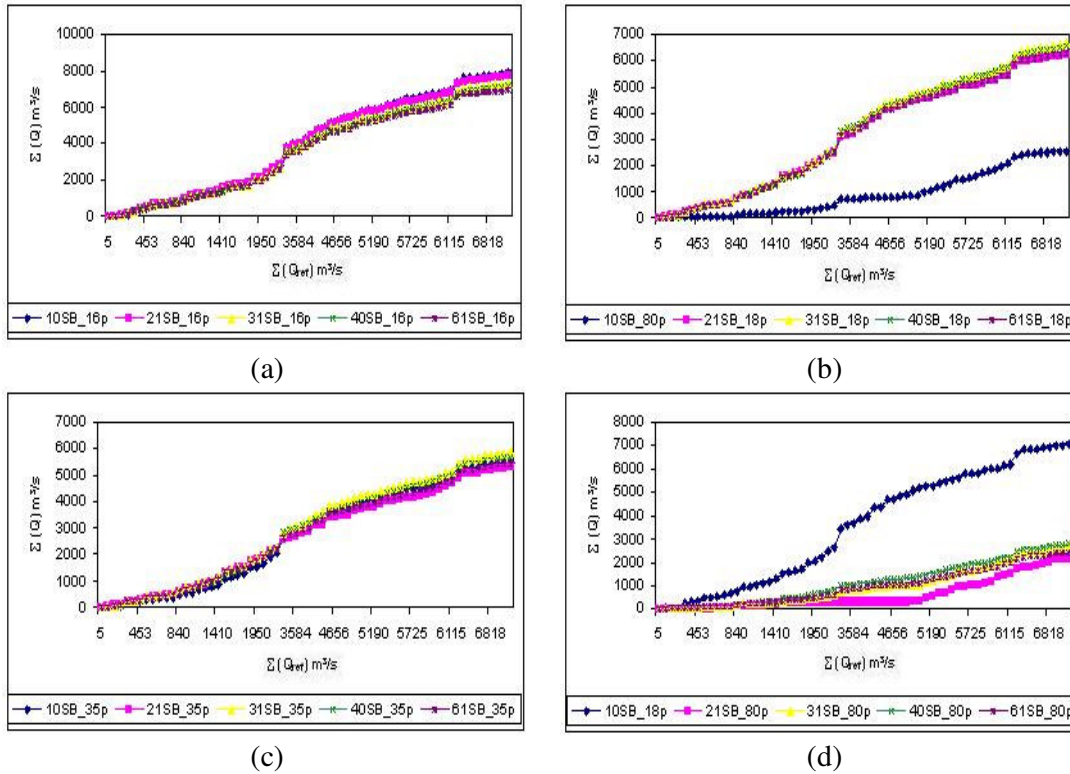 10000
8000
6000
4000
2000
0
Σ (Q) m³/s
5 453 840 1410 1950 3584 4656 5190 5725 6115 6818
Σ (Qref) m³/s
10SB_16p 21SB_16p 31SB_16p 40SB_16p 61SB_16p
(a)
7000
6000
5000
4000
3000
2000
1000
0
Σ (Q) m³/s
5 453 840 1410 1950 3584 4656 5190 5725 6115 6818
Σ (Qref) m³/s
10SB_80p 21SB_18p 31SB_18p 40SB_18p 61SB_18p
(b)
7000
6000
5000
4000
3000
2000
1000
0
Σ (Q) m³/s
5 453 840 1410 1950 3584 4656 5190 5725 6115 6818
Σ (Qref) m³/s
10SB_35p 21SB_35p 31SB_35p 40SB_35p 61SB_35p
(c)
8000
7000
6000
5000
4000
3000
2000
1000
0
Σ (Q) m³/s
5 453 840 1410 1950 3584 4656 5190 5725 6115 6818
Σ (Qref) m³/s
10SB_18p 21SB_80p 31SB_80p 40SB_80p 61SB_80p
(d)